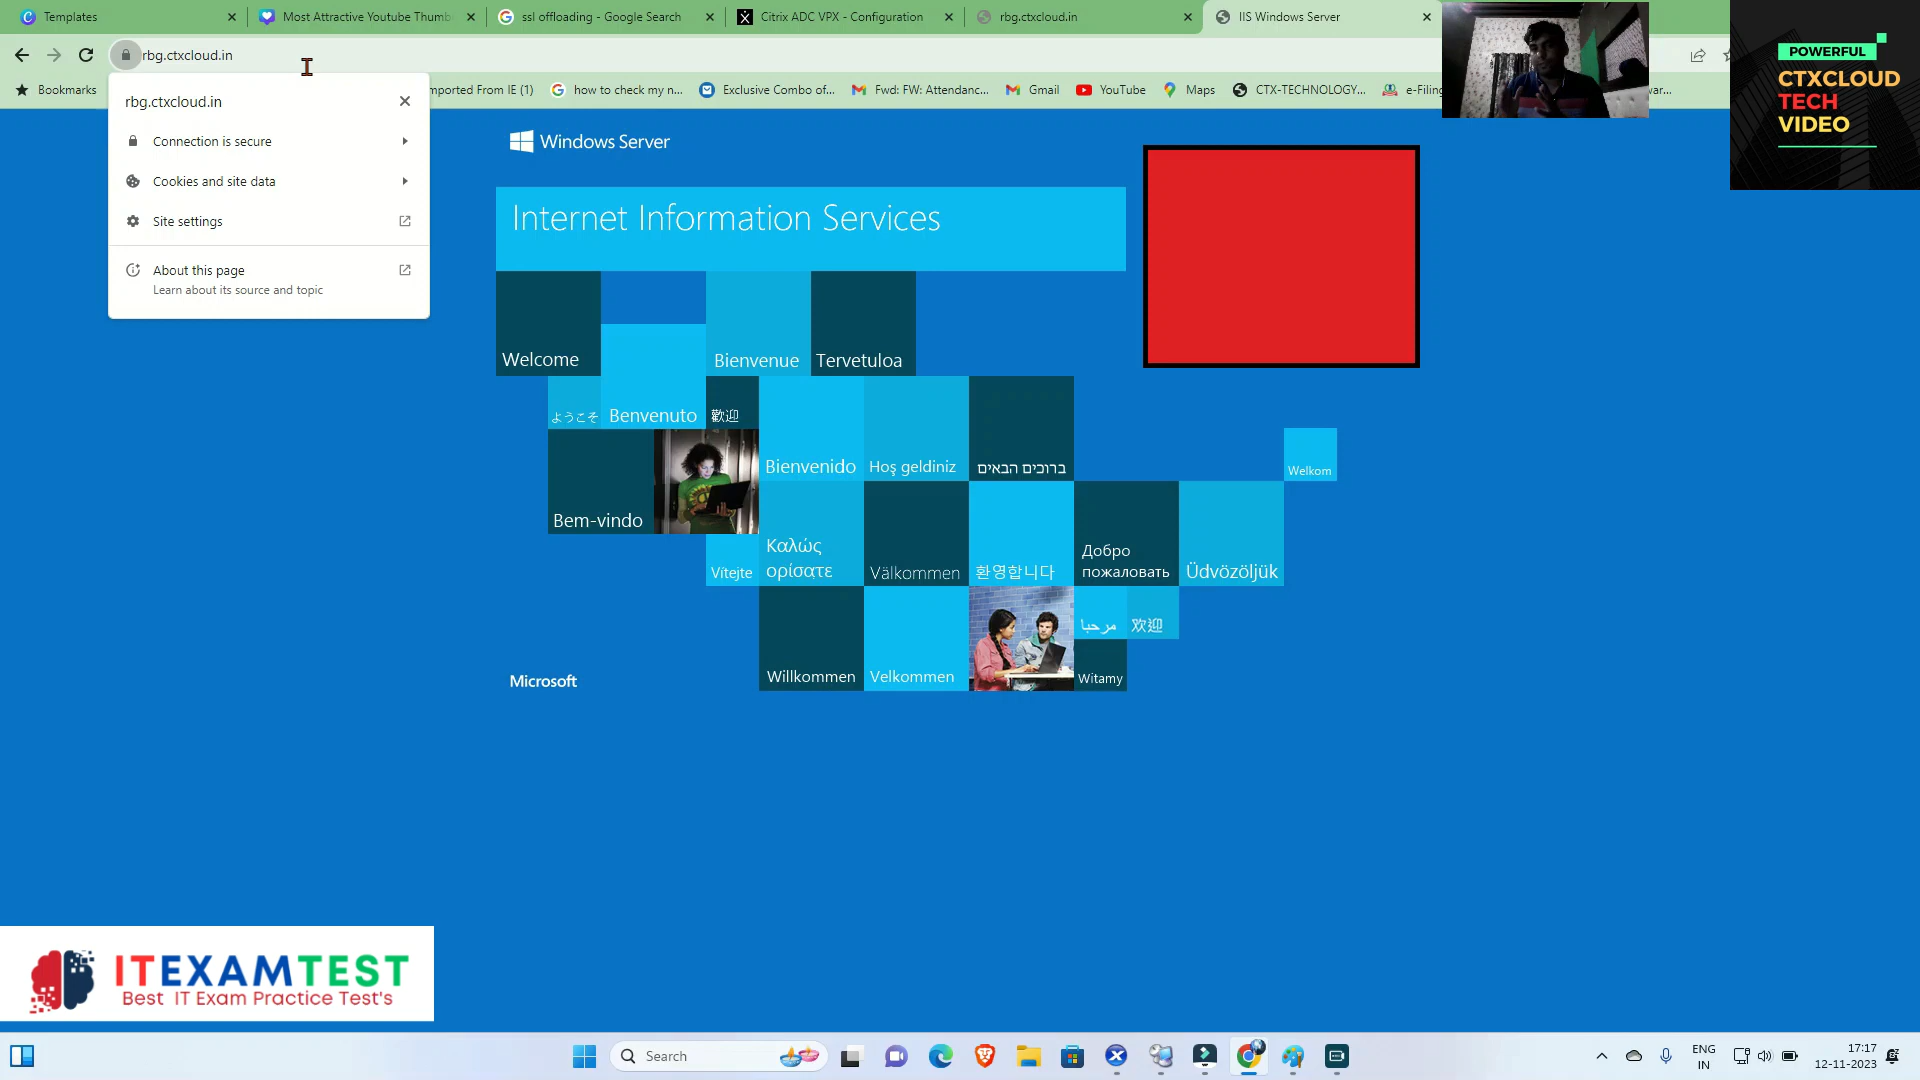 Templates
Most Attractive Youtube Thumb
ssl offloading - Google Search
Citrix ADC VPX - Configuration
rbg.ctxcloud.in
IIS Windows Server
rbg.ctxcloud.in
Bookmarks
mported From IE (1)
how to check my n...
Exclusive Combo of...
Fwd: FW: Attendanc...
Gmail
YouTube
Maps
CTX-TECHNOLOGY...
e-Filing
var...
rbg.ctxcloud.in
Connection is secure
Cookies and site data
Site settings
About this page
Learn about its source and topic
POWERFUL
CTXCLOUD
TECH
VIDEO
Windows Server
Internet Information Services
Welcome
Bienvenue
Tervetuloa
ようこそ
Benvenuto
歡迎
Bienvenido
Hoş geldiniz
ברוכים הבאים
Welkom
Bem-vindo
Vítejte
Καλώς
ορίσατε
Välkommen
환영합니다
Добро
пожаловать
Üdvözöljük
مرحبا
欢迎
Willkommen
Velkommen
Witamy
Microsoft
ITEXAMTEST
Best IT Exam Practice Test's
Search
ENG
IN
17:17
12-11-2023